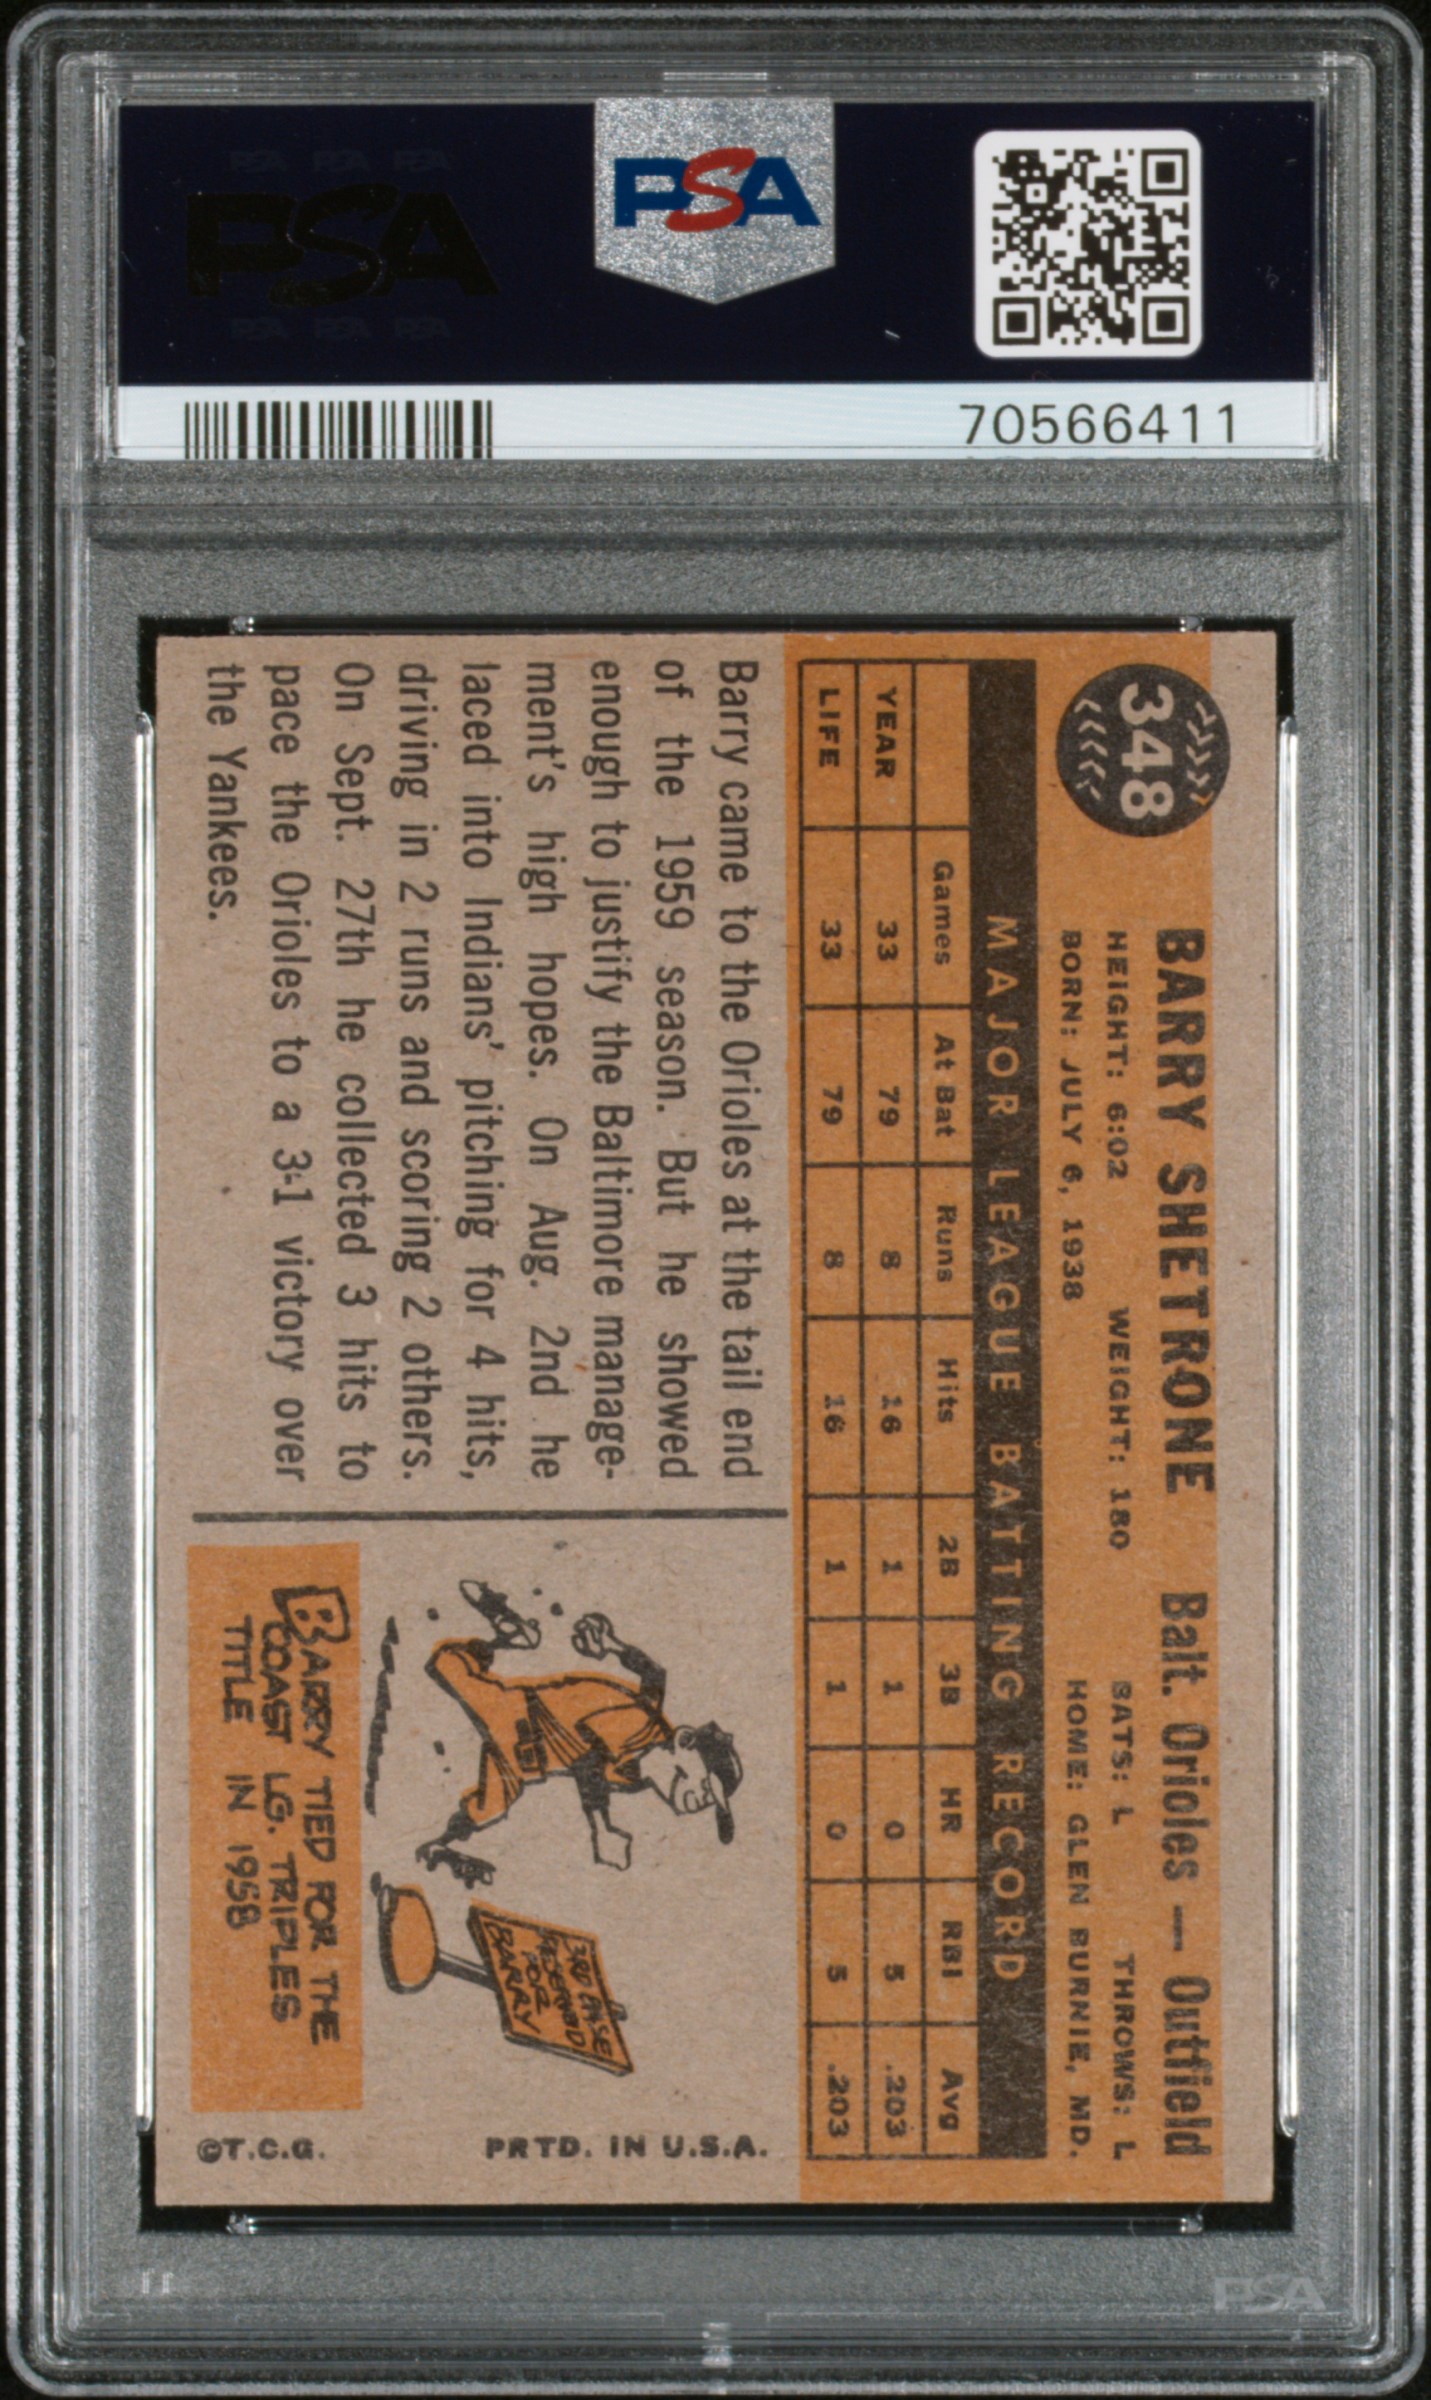 PSA PSA PSA
PSA
PSA PSA PSA
PSA
70566411
348
BARRY SHETRONE Balt. Orioles — Outfield
HEIGHT: 6:02 WEIGHT: 180 BATS: L THROWS: L
BORN: JULY 6, 1938 HOME: GLEN BURNIE, MD.
MAJOR LEAGUE BATTING RECORD
Games At Bat Runs Hits 2B 3B HR RBI Avg
YEAR 33 79 8 16 1 1 0 5 .203
LIFE 33 79 8 16 1 1 0 5 .203
Barry came to the Orioles at the tail end
of the 1959 season. But he showed
enough to justify the Baltimore manage-
ment's high hopes. On Aug. 2nd he
laced into Indians' pitching for 4 hits,
driving in 2 runs and scoring 2 others.
On Sept. 27th he collected 3 hits to
pace the Orioles to a 3-1 victory over
the Yankees.
3RD BASE
RESERVED
FOR
BARRY
BARRY TIED FOR THE
COAST LG. TRIPLES
TITLE IN 1958
PRTD. IN U.S.A.
©T.C.G.
PSA